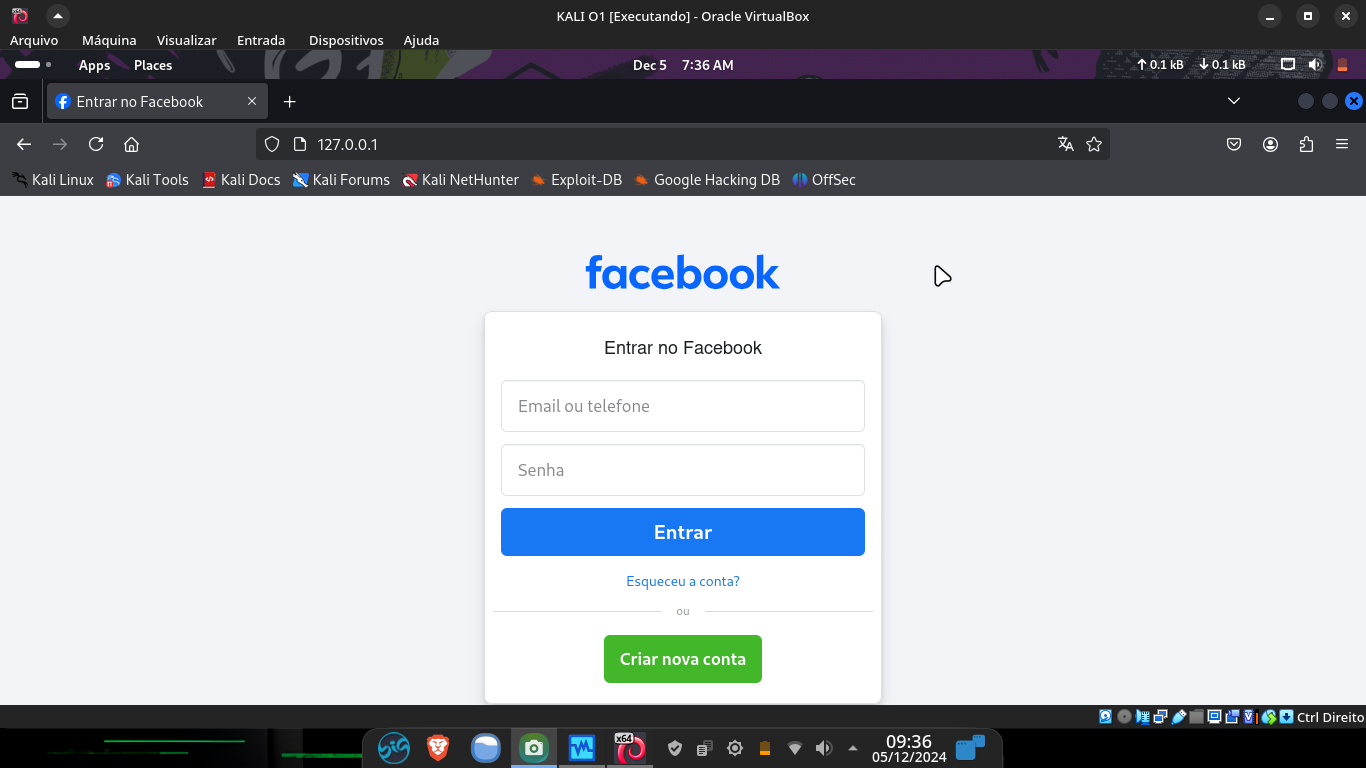 KALI O1 [Executando] - Oracle VirtualBox
Arquivo Máquina Visualizar Entrada Dispositivos Ajuda
Apps Places Dec 5 7:36 AM 0.1 kB 0.1 kB
Entrar no Facebook
127.0.0.1
Kali Linux Kali Tools Kali Docs Kali Forums Kali NetHunter Exploit-DB Google Hacking DB OffSec
facebook
Entrar no Facebook
Email ou telefone
Senha
Entrar
Esqueceu a conta?
ou
Criar nova conta
Ctrl Direito
x64
09:36
05/12/2024